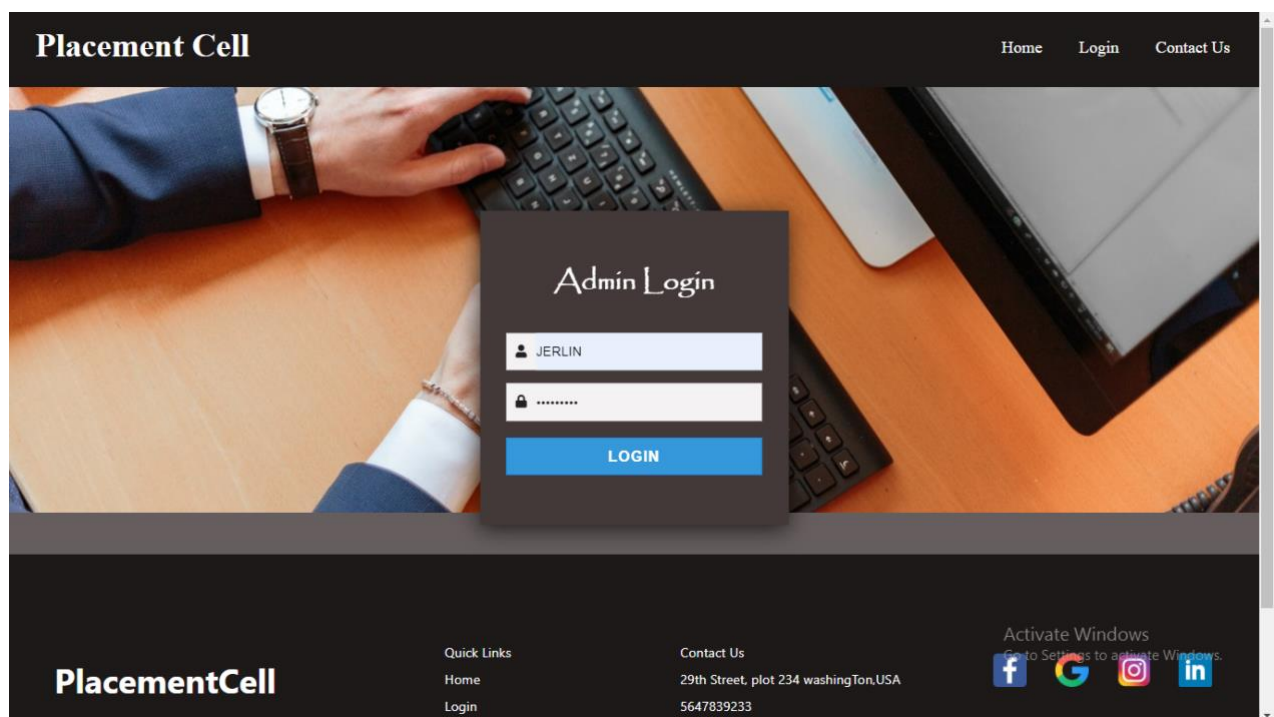 Placement Cell
Home Login Contact Us
Admin Login
JERLIN
•••••••••
LOGIN
Activate Windows
Go to Settings to activate Windows.
PlacementCell
Quick Links
Home
Login
Contact Us
29th Street, plot 234 washingTon,USA
5647839233